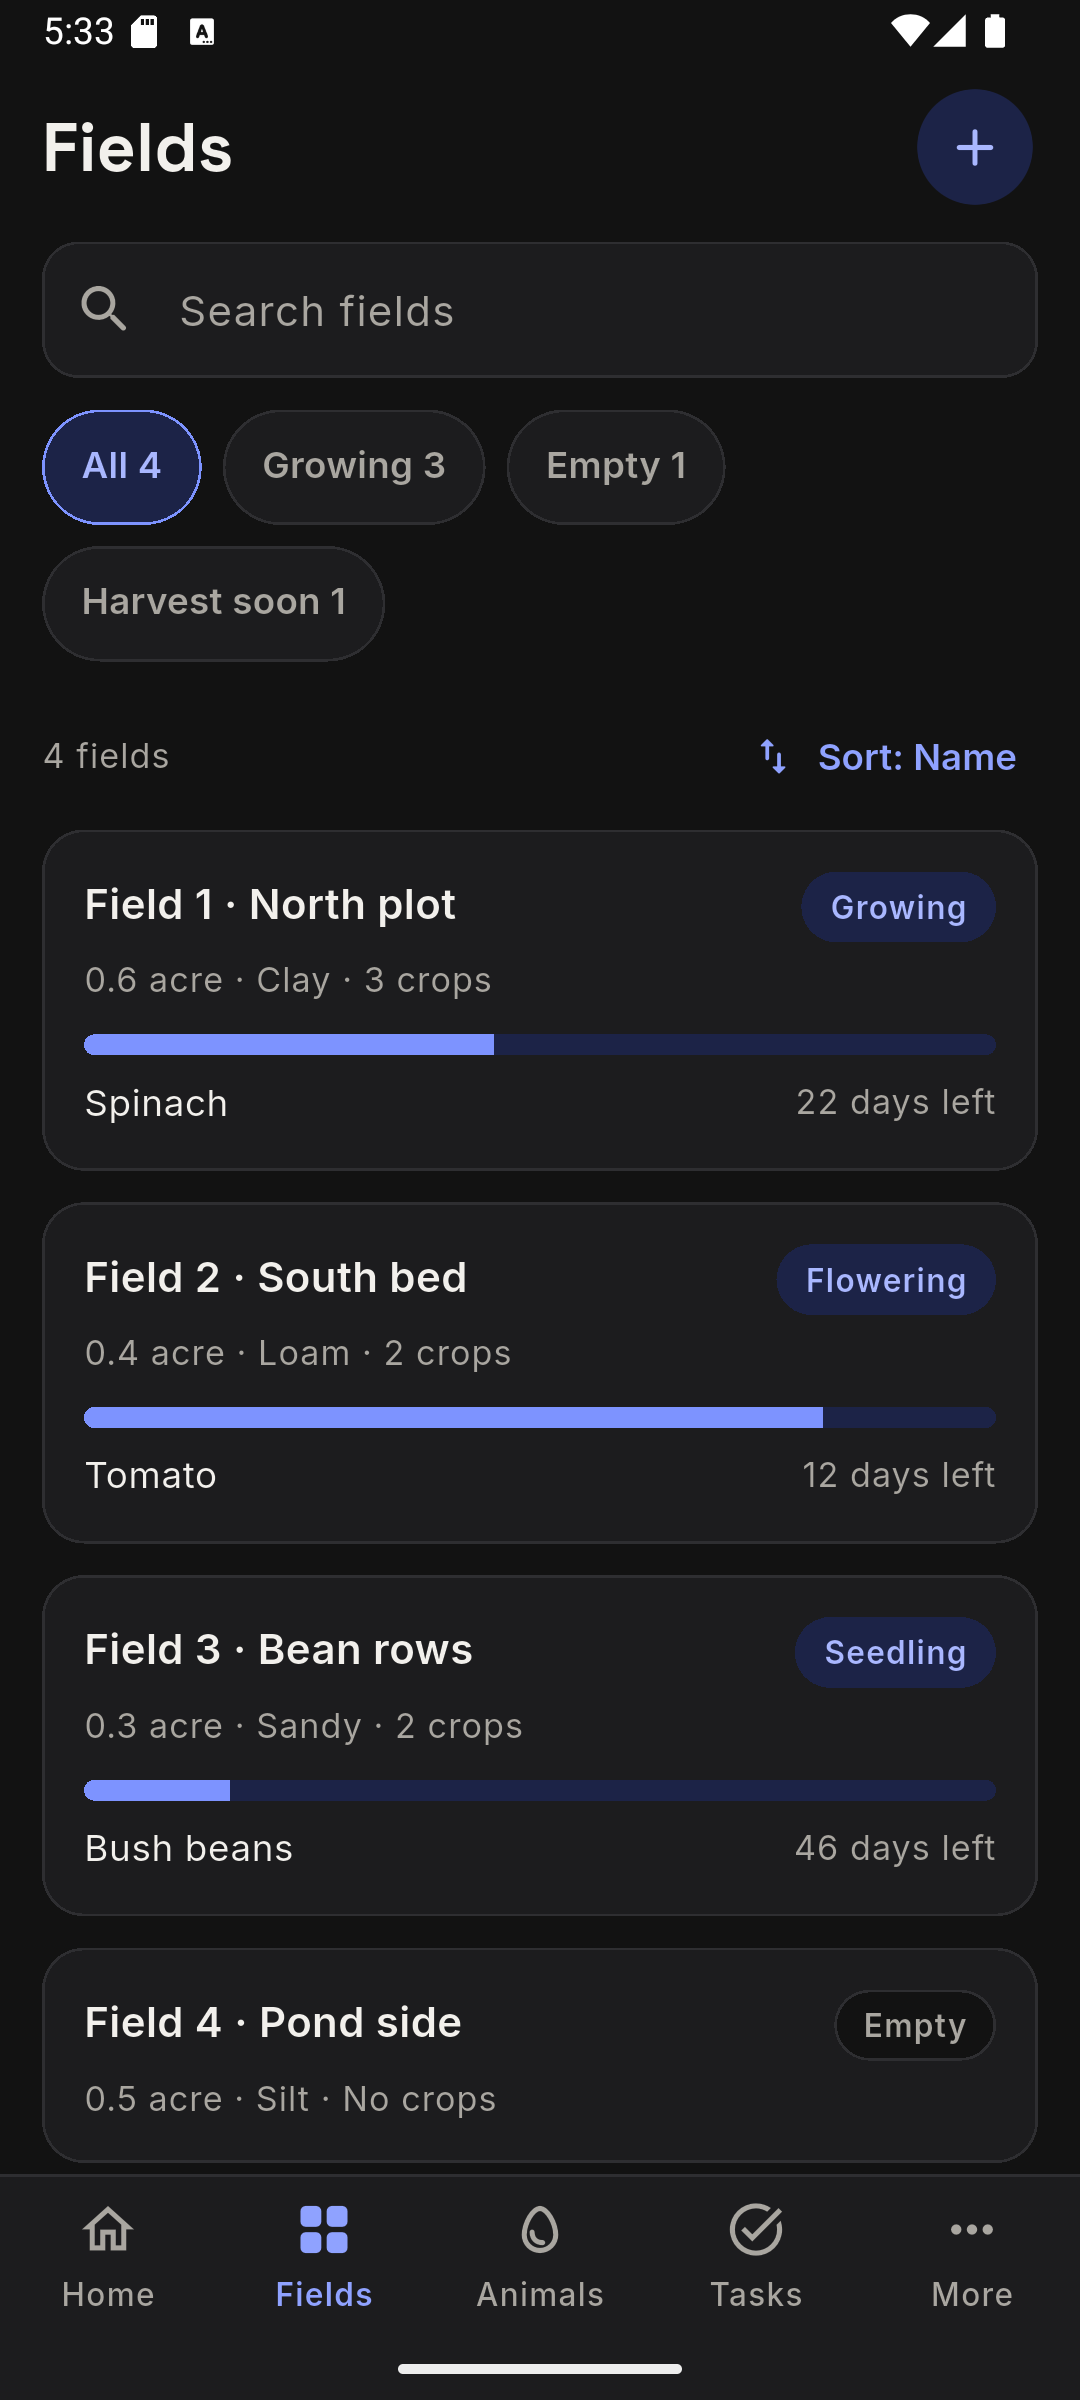 5:33
Fields
Search fields
All 4
Growing 3
Empty 1
Harvest soon 1
4 fields
Sort: Name
Field 1 · North plot
Growing
0.6 acre · Clay · 3 crops
Spinach
22 days left
Field 2 · South bed
Flowering
0.4 acre · Loam · 2 crops
Tomato
12 days left
Field 3 · Bean rows
Seedling
0.3 acre · Sandy · 2 crops
Bush beans
46 days left
Field 4 · Pond side
Empty
0.5 acre · Silt · No crops
Home
Fields
Animals
Tasks
More